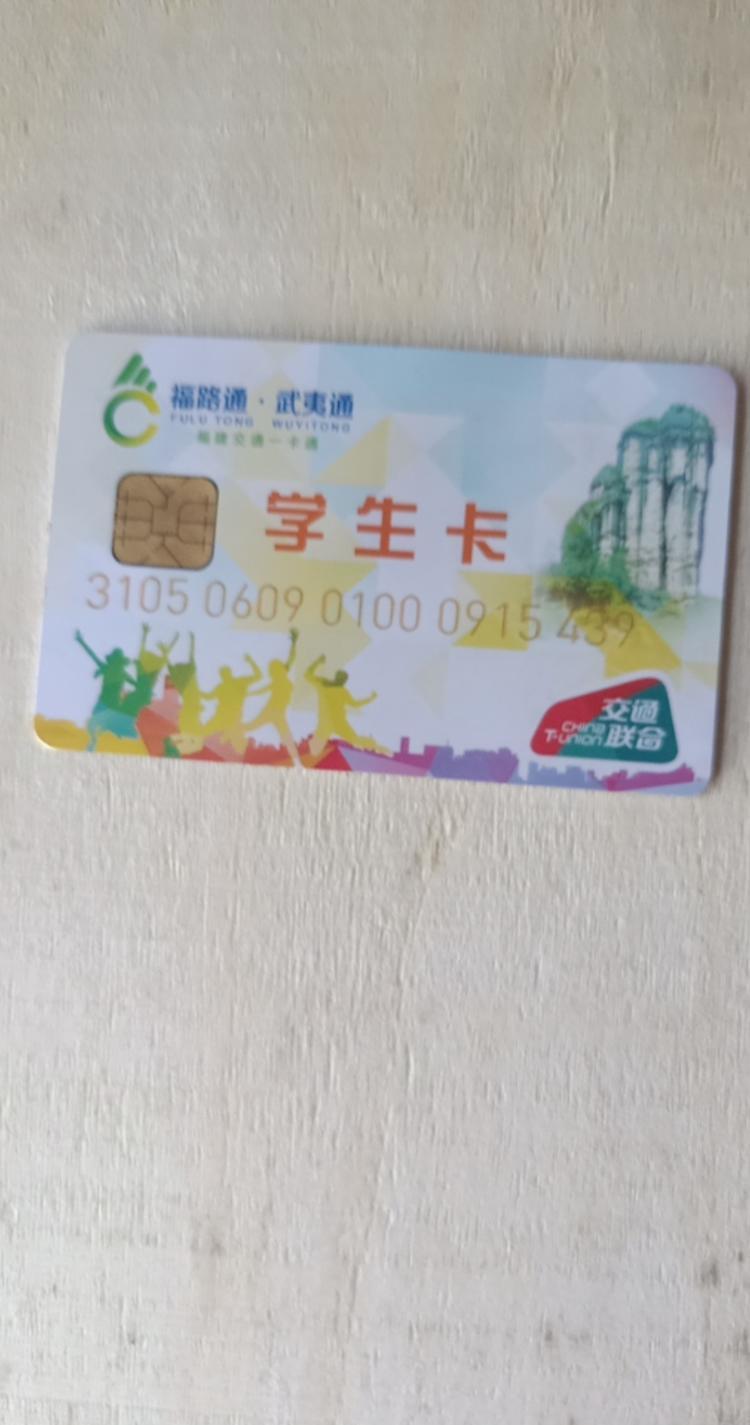 福路通·武夷通
FULU TONG WUYITONG
福建交通一卡通
学生卡
3105 0609 0100 0915 439
交通
CHINA
T-UNION 联合